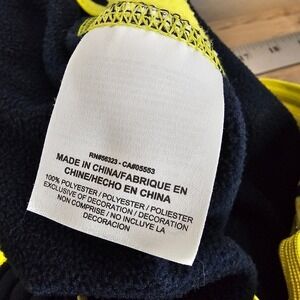 RN#56323 - CA#05553
MADE IN CHINA/FABRIQUE EN
CHINE/HECHO EN CHINA
100% POLYESTER / POLYESTER / POLIESTER
EXCLUSIVE OF DECORATION / DECORATION
NON COMPRISE / NO INCLUYE LA
DECORACION